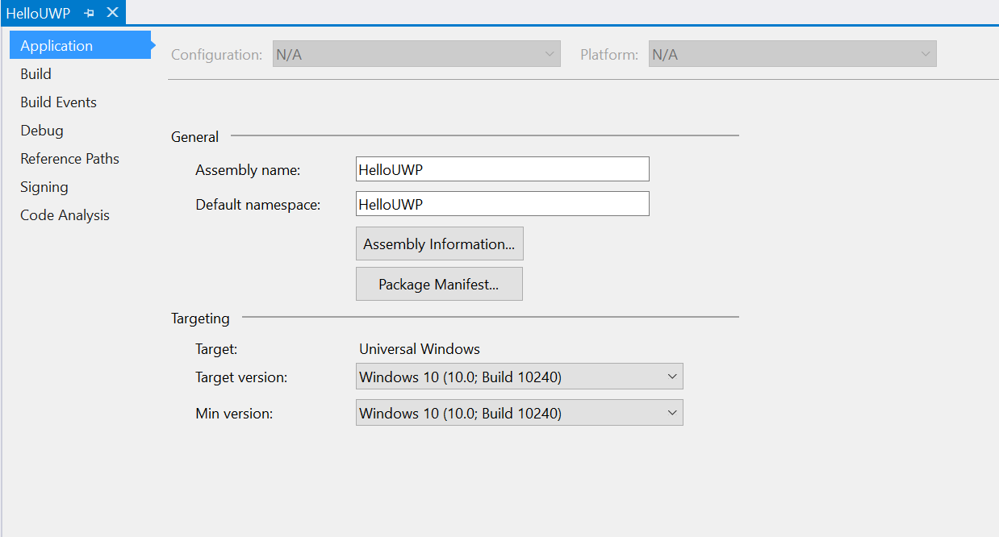 HelloUWP
Application
Build
Build Events
Debug
Reference Paths
Signing
Code Analysis
Configuration: N/A Platform: N/A
General
Assembly name: HelloUWP
Default namespace: HelloUWP
Assembly Information...
Package Manifest...
Targeting
Target: Universal Windows
Target version: Windows 10 (10.0; Build 10240)
Min version: Windows 10 (10.0; Build 10240)